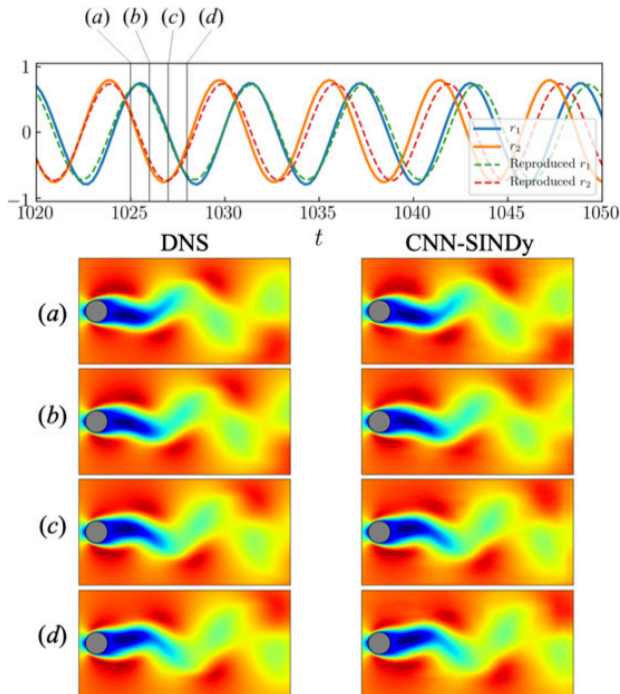 (a) (b) (c) (d)
1
0
−1
1020 1025 1030 1035 1040 1045 1050
t
r₁
r₂
Reproduced r₁
Reproduced r₂
DNS CNN-SINDy
(a)
(b)
(c)
(d)